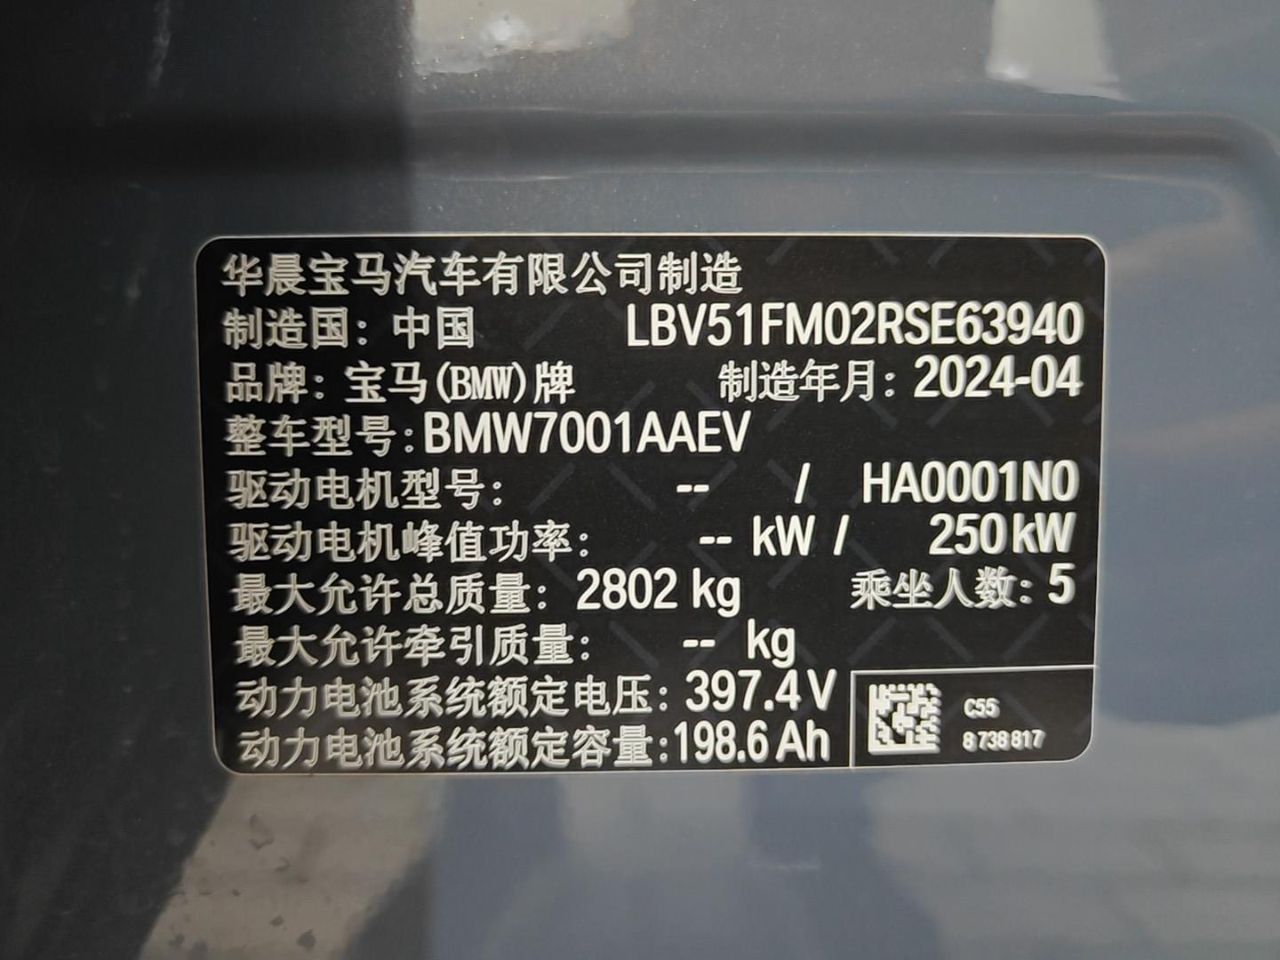 华晨宝马汽车有限公司制造
制造国：中国 LBV51FM02RSE63940
品牌：宝马(BMW)牌 制造年月：2024-04
整车型号:BMW7001AAEV
驱动电机型号： -- / HA0001N0
驱动电机峰值功率： -- kW / 250 kW
最大允许总质量：2802 kg 乘坐人数：5
最大允许牵引质量： -- kg
动力电池系统额定电压：397.4 V
动力电池系统额定容量:198.6 Ah
C55
8 738 817